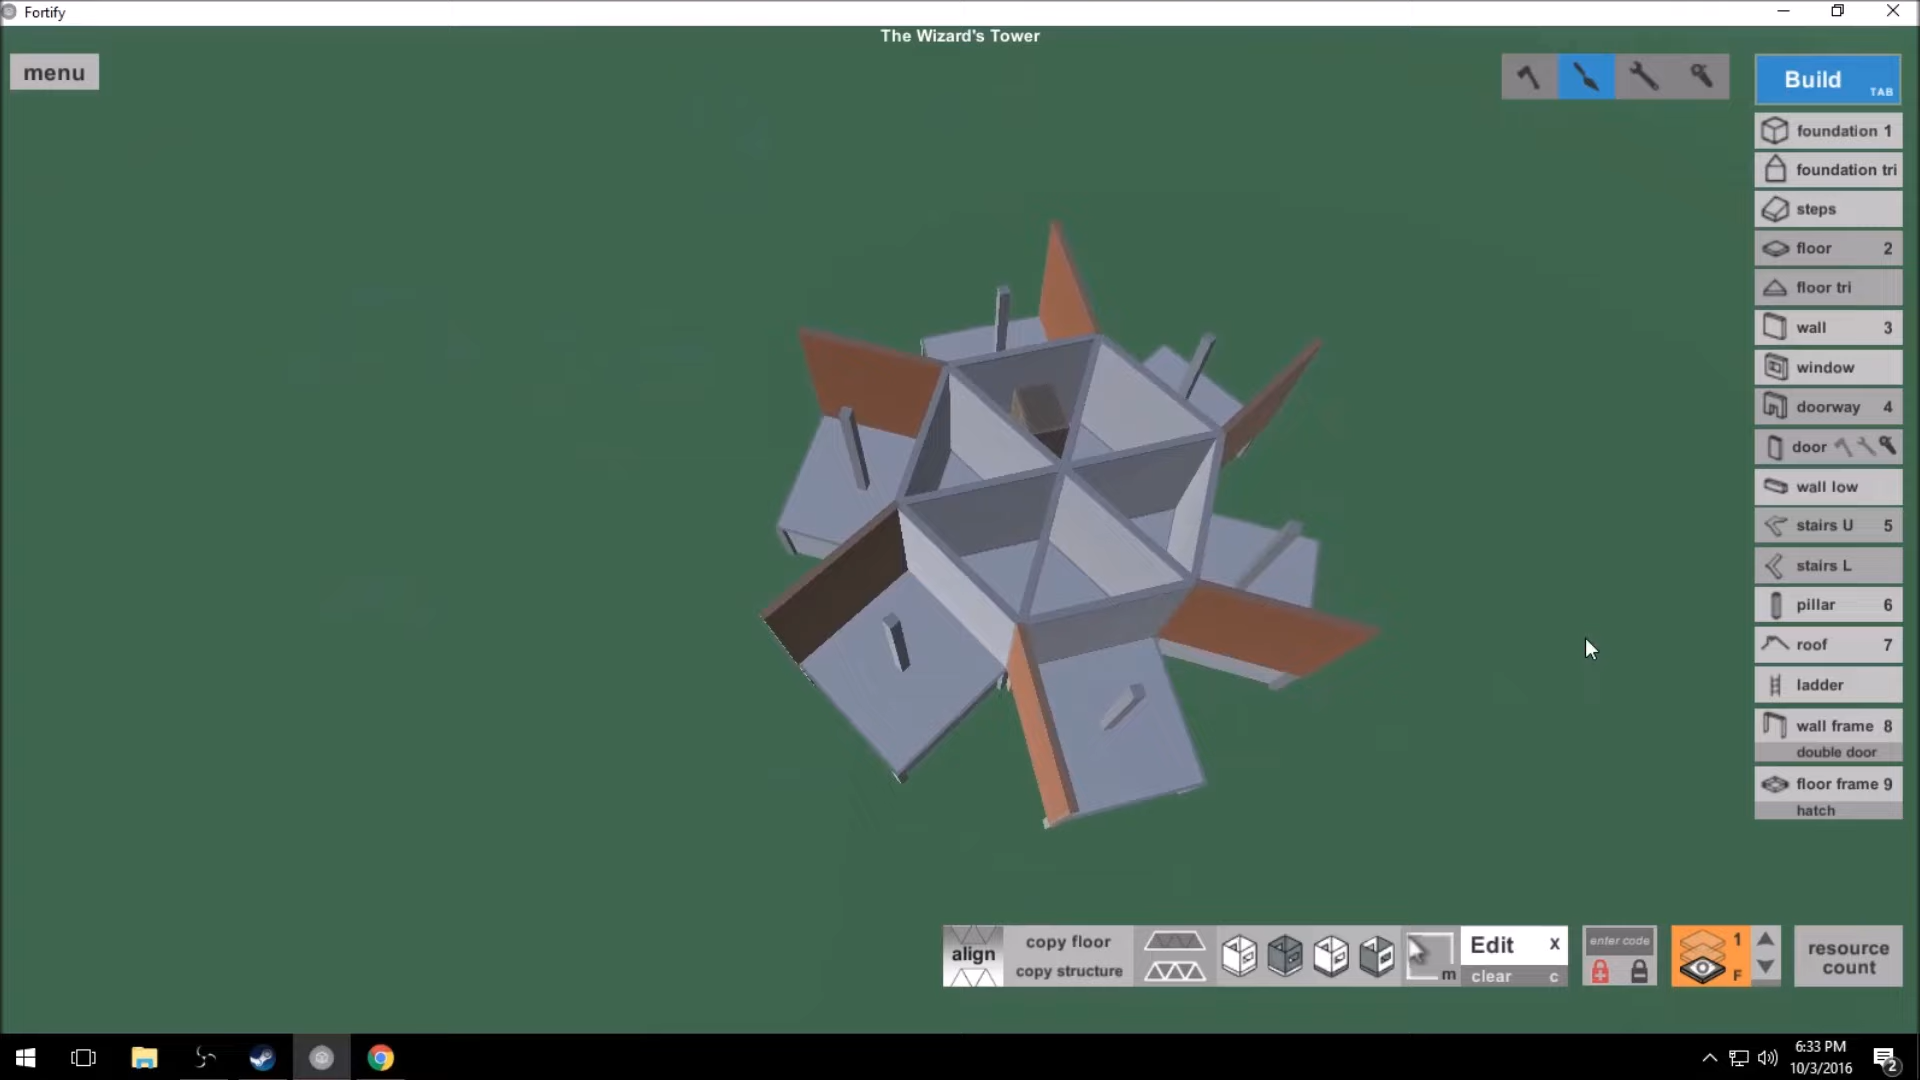 Fortify
The Wizard's Tower
menu
Build
TAB
foundation 1
foundation tri
steps
floor 2
floor tri
wall 3
window
doorway 4
door
wall low
stairs U 5
stairs L
pillar 6
roof 7
ladder
wall frame 8
double door
floor frame 9
hatch
align
copy floor
copy structure
m
Edit X
clear c
enter code
1
F
resource
count
6:33 PM
10/3/2016
2